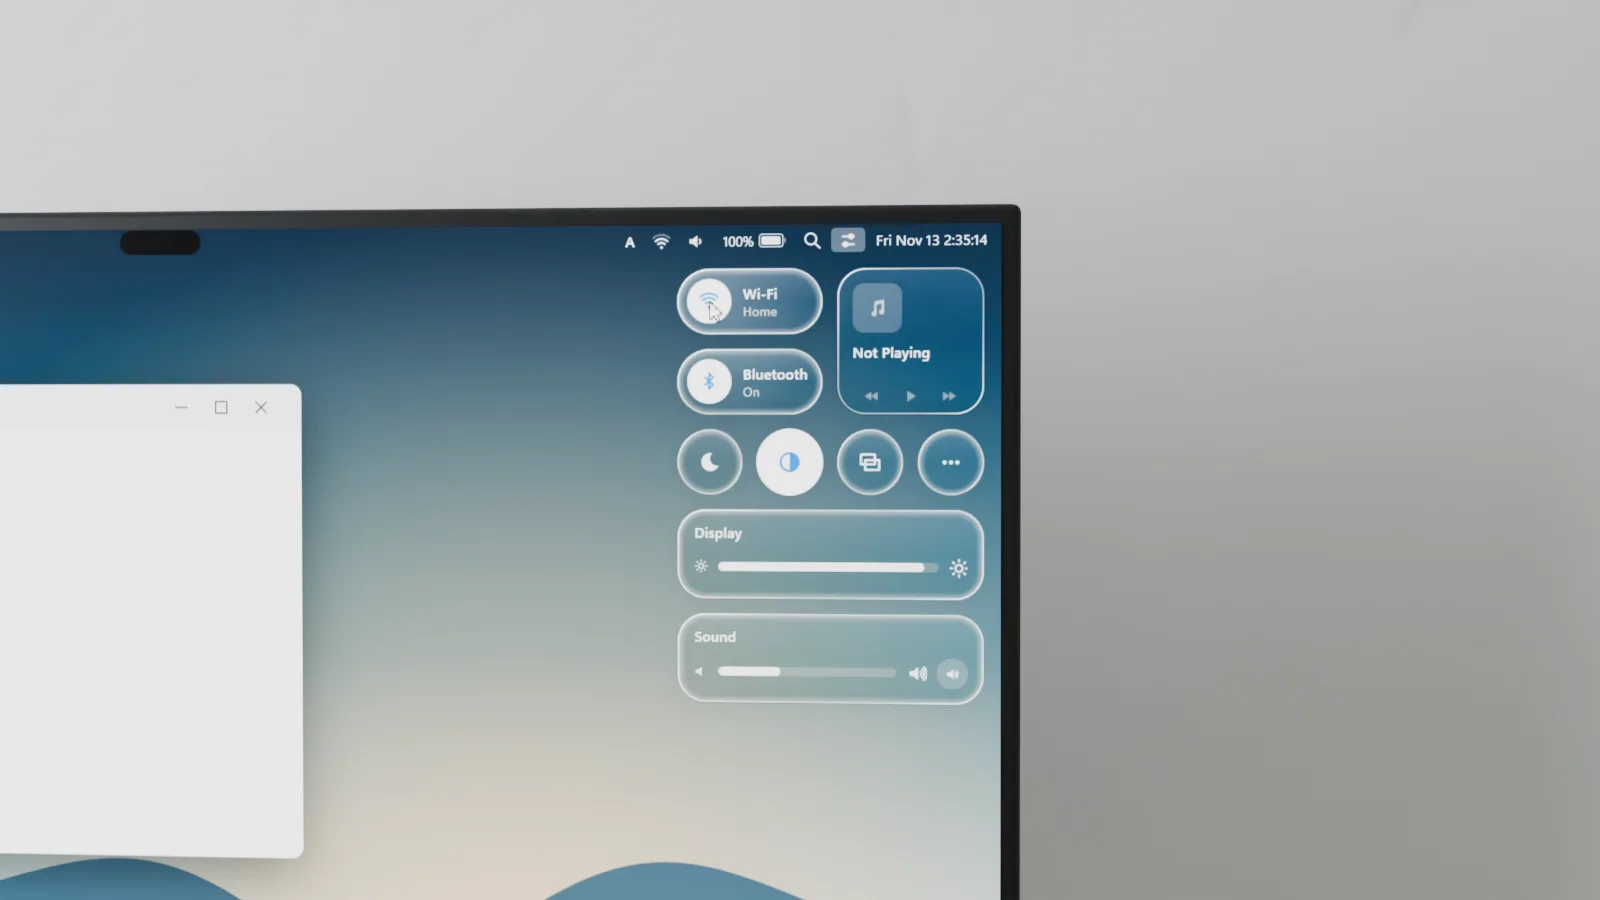 A 100% Fri Nov 13 2:35:14
Wi-Fi
Home
Bluetooth
On
Not Playing
Display
Sound